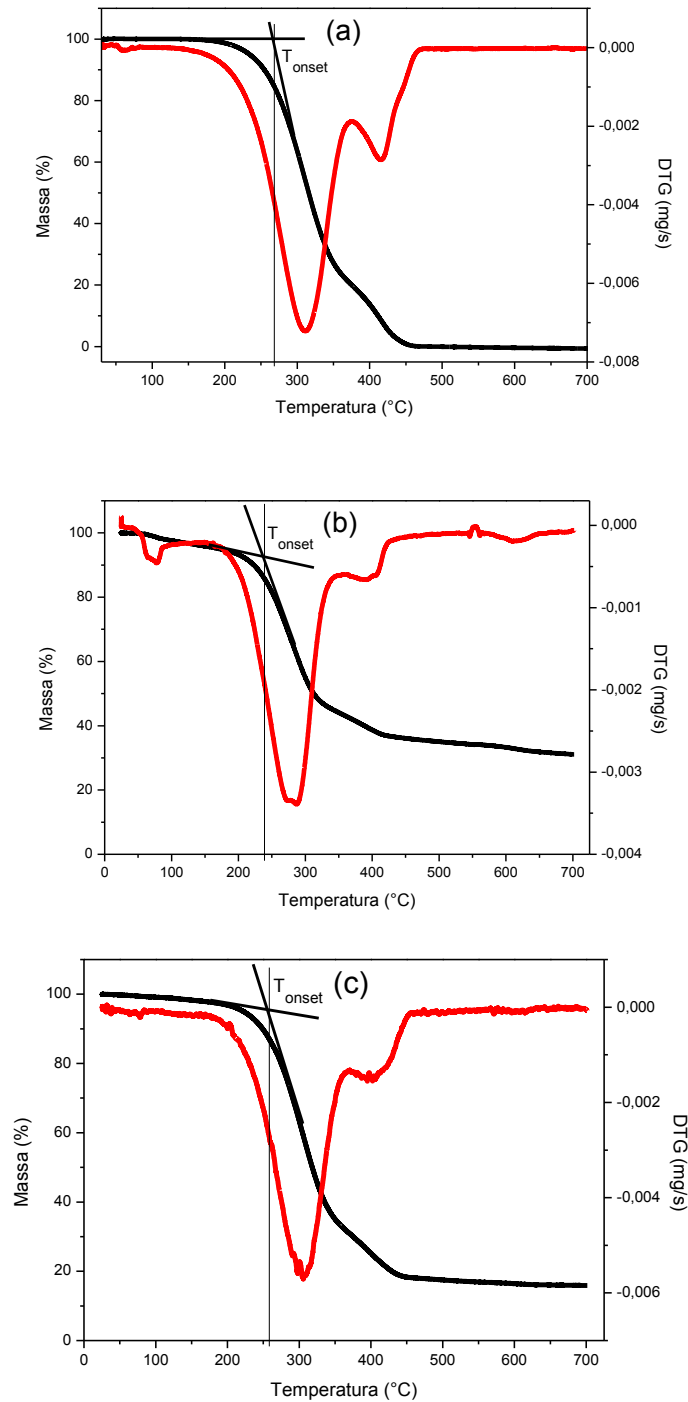 (a)
T onset
Massa (%)
100
80
60
40
20
0
0,000
-0,002
-0,004
-0,006
-0,008
DTG (mg/s)
100 200 300 400 500 600 700
Temperatura (°C)
(b)
T onset
Massa (%)
100
80
60
40
20
0
0,000
-0,001
-0,002
-0,003
-0,004
DTG (mg/s)
0 100 200 300 400 500 600 700
Temperatura (°C)
(c)
T onset
Massa (%)
100
80
60
40
20
0
0,000
-0,002
-0,004
-0,006
DTG (mg/s)
0 100 200 300 400 500 600 700
Temperatura (°C)